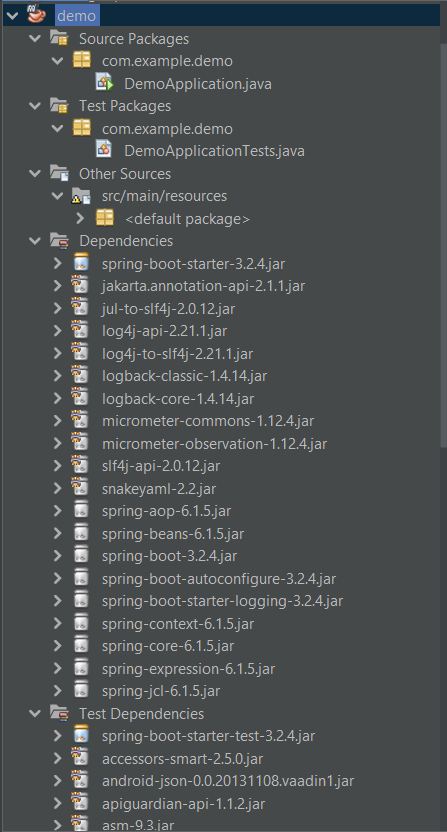 demo
Source Packages
com.example.demo
DemoApplication.java
Test Packages
com.example.demo
DemoApplicationTests.java
Other Sources
src/main/resources
<default package>
Dependencies
spring-boot-starter-3.2.4.jar
jakarta.annotation-api-2.1.1.jar
jul-to-slf4j-2.0.12.jar
log4j-api-2.21.1.jar
log4j-to-slf4j-2.21.1.jar
logback-classic-1.4.14.jar
logback-core-1.4.14.jar
micrometer-commons-1.12.4.jar
micrometer-observation-1.12.4.jar
slf4j-api-2.0.12.jar
snakeyaml-2.2.jar
spring-aop-6.1.5.jar
spring-beans-6.1.5.jar
spring-boot-3.2.4.jar
spring-boot-autoconfigure-3.2.4.jar
spring-boot-starter-logging-3.2.4.jar
spring-context-6.1.5.jar
spring-core-6.1.5.jar
spring-expression-6.1.5.jar
spring-jcl-6.1.5.jar
Test Dependencies
spring-boot-starter-test-3.2.4.jar
accessors-smart-2.5.0.jar
android-json-0.0.20131108.vaadin1.jar
apiguardian-api-1.1.2.jar
asm-9.3.jar